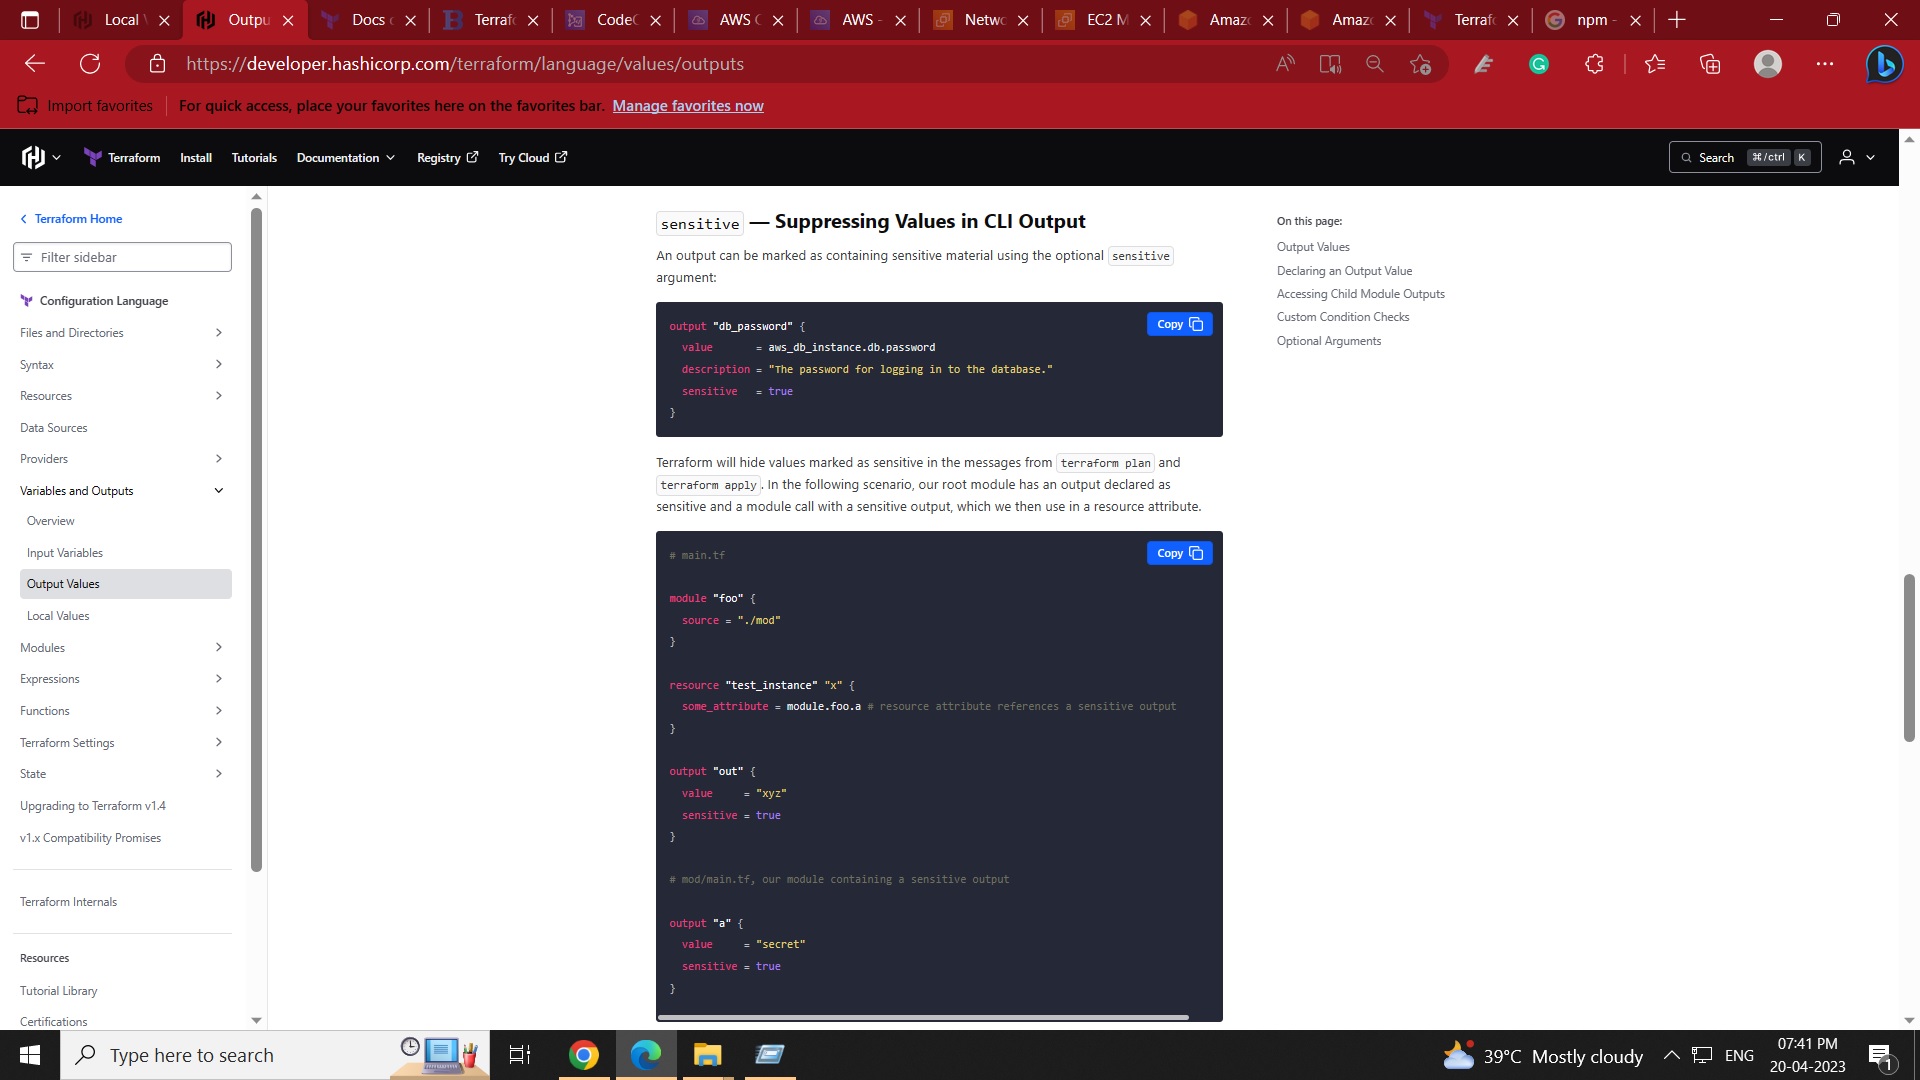 Local
Outpu
Docs
Terraf
Code
AWS
AWS -
Netwo
EC2 M
Amaz
Amaz
Terraf
npm -
https://developer.hashicorp.com/terraform/language/values/outputs
Import favorites
For quick access, place your favorites here on the favorites bar. Manage favorites now
Terraform
Install
Tutorials
Documentation
Registry
Try Cloud
Search ⌘/ctrl K
Terraform Home
Filter sidebar
Configuration Language
Files and Directories
Syntax
Resources
Data Sources
Providers
Variables and Outputs
Overview
Input Variables
Output Values
Local Values
Modules
Expressions
Functions
Terraform Settings
State
Upgrading to Terraform v1.4
v1.x Compatibility Promises
Terraform Internals
Resources
Tutorial Library
Certifications
sensitive — Suppressing Values in CLI Output
An output can be marked as containing sensitive material using the optional sensitive
argument:
Copy
output "db_password" {
  value       = aws_db_instance.db.password
  description = "The password for logging in to the database."
  sensitive   = true
}
Terraform will hide values marked as sensitive in the messages from terraform plan and
terraform apply. In the following scenario, our root module has an output declared as
sensitive and a module call with a sensitive output, which we then use in a resource attribute.
Copy
# main.tf
module "foo" {
  source = "./mod"
}
resource "test_instance" "x" {
  some_attribute = module.foo.a # resource attribute references a sensitive output
}
output "out" {
  value     = "xyz"
  sensitive = true
}
# mod/main.tf, our module containing a sensitive output
output "a" {
  value     = "secret"
  sensitive = true
}
On this page:
Output Values
Declaring an Output Value
Accessing Child Module Outputs
Custom Condition Checks
Optional Arguments
Type here to search
39°C Mostly cloudy
ENG
07:41 PM
20-04-2023
1